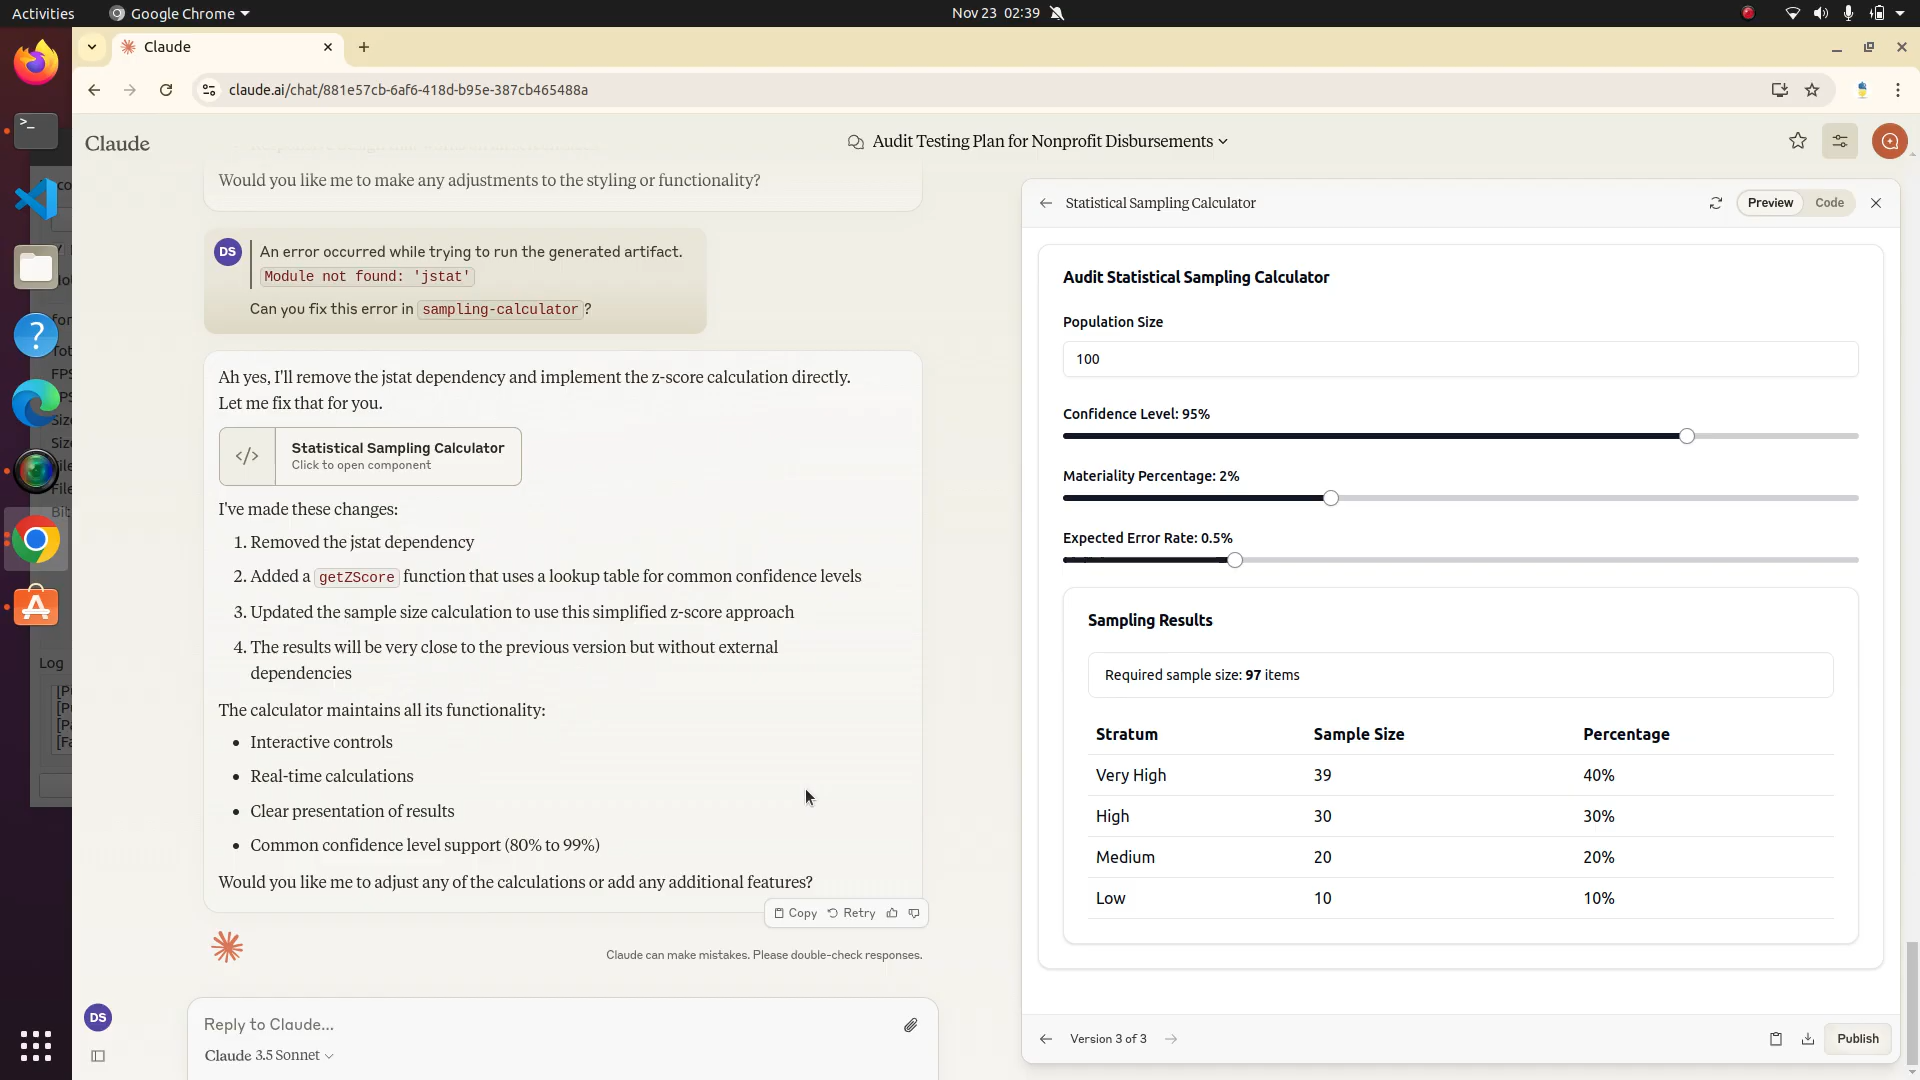 Activities
Google Chrome
Nov 23 02:39
Claude
claude.ai/chat/881e57cb-6af6-418d-b95e-387cb465488a
Claude
Audit Testing Plan for Nonprofit Disbursements
Would you like me to make any adjustments to the styling or functionality?
DS
An error occurred while trying to run the generated artifact.
Module not found: 'jstat'
Can you fix this error in sampling-calculator?
Ah yes, I'll remove the jstat dependency and implement the z-score calculation directly.
Let me fix that for you.
Statistical Sampling Calculator
Click to open component
I've made these changes:
1. Removed the jstat dependency
2. Added a getZScore function that uses a lookup table for common confidence levels
3. Updated the sample size calculation to use this simplified z-score approach
4. The results will be very close to the previous version but without external
dependencies
The calculator maintains all its functionality:
• Interactive controls
• Real-time calculations
• Clear presentation of results
• Common confidence level support (80% to 99%)
Would you like me to adjust any of the calculations or add any additional features?
Copy Retry
Claude can make mistakes. Please double-check responses.
DS
Reply to Claude...
Claude 3.5 Sonnet
Statistical Sampling Calculator
Preview Code
Audit Statistical Sampling Calculator
Population Size
100
Confidence Level: 95%
Materiality Percentage: 2%
Expected Error Rate: 0.5%
Sampling Results
Required sample size: 97 items
Stratum Sample Size Percentage
Very High 39 40%
High 30 30%
Medium 20 20%
Low 10 10%
Version 3 of 3
Publish
Log